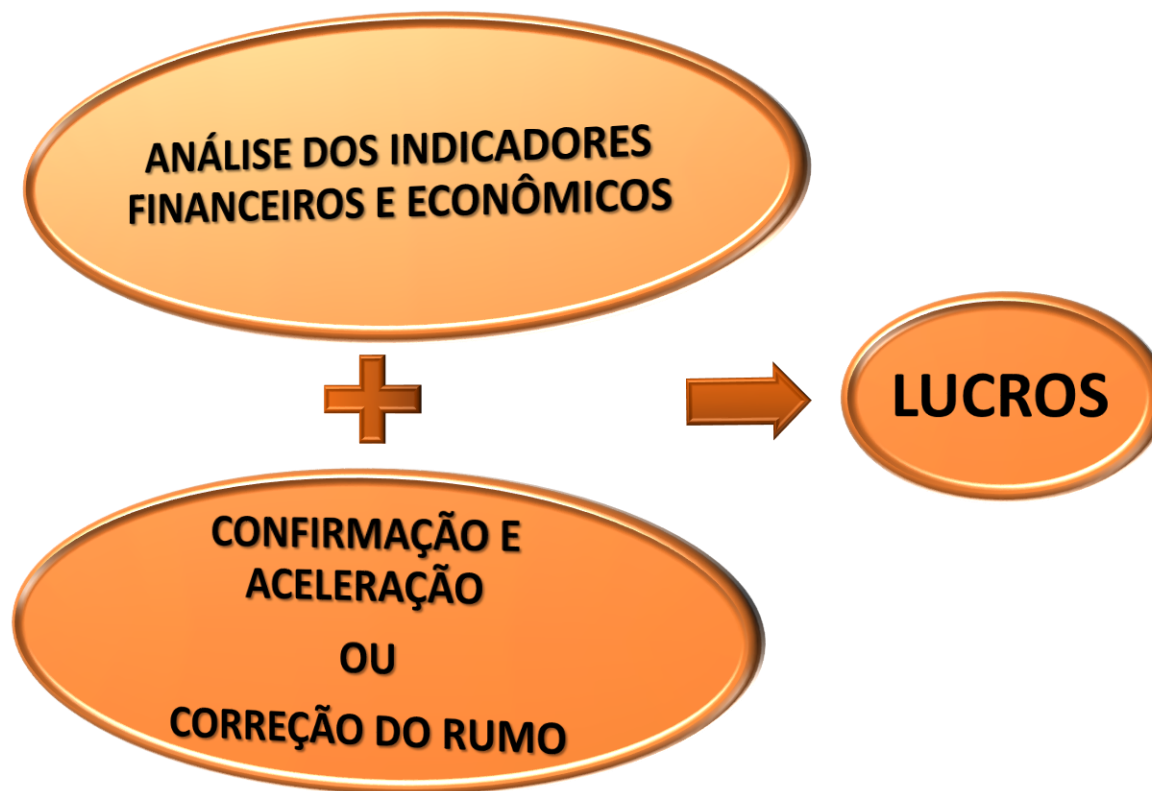 ANÁLISE DOS INDICADORES
FINANCEIROS E ECONÔMICOS
CONFIRMAÇÃO E
ACELERAÇÃO
OU
CORREÇÃO DO RUMO
LUCROS